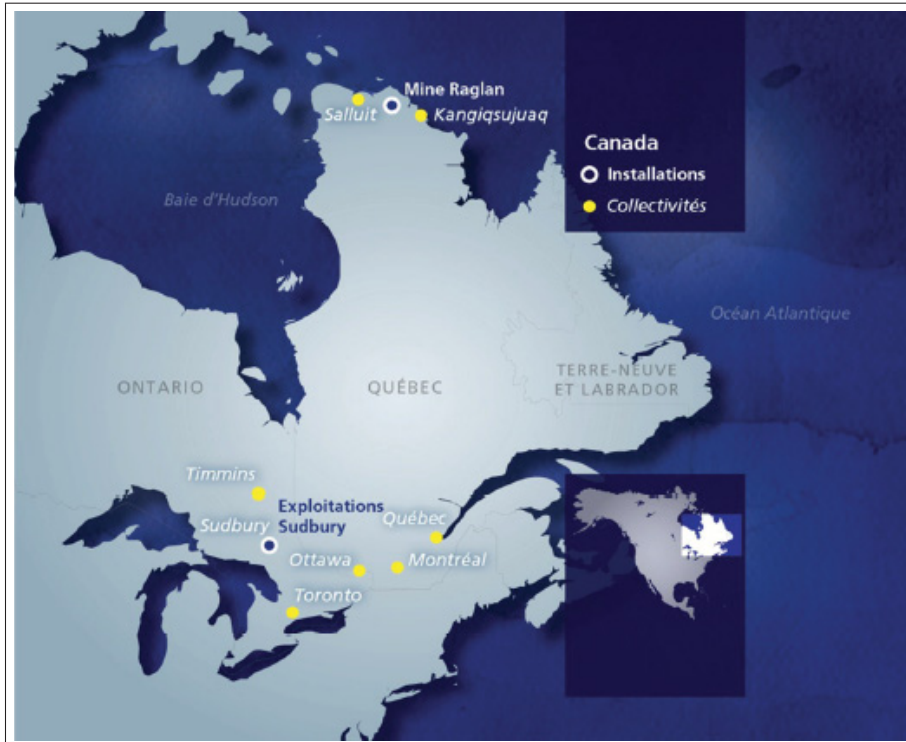 Mine Raglan
Salluit
Kangiqsujuaq
Canada
Installations
Collectivités
Baie d'Hudson
Océan Atlantique
ONTARIO
QUÉBEC
TERRE-NEUVE
ET LABRADOR
Timmins
Exploitations
Sudbury
Sudbury
Québec
Ottawa
Montréal
Toronto